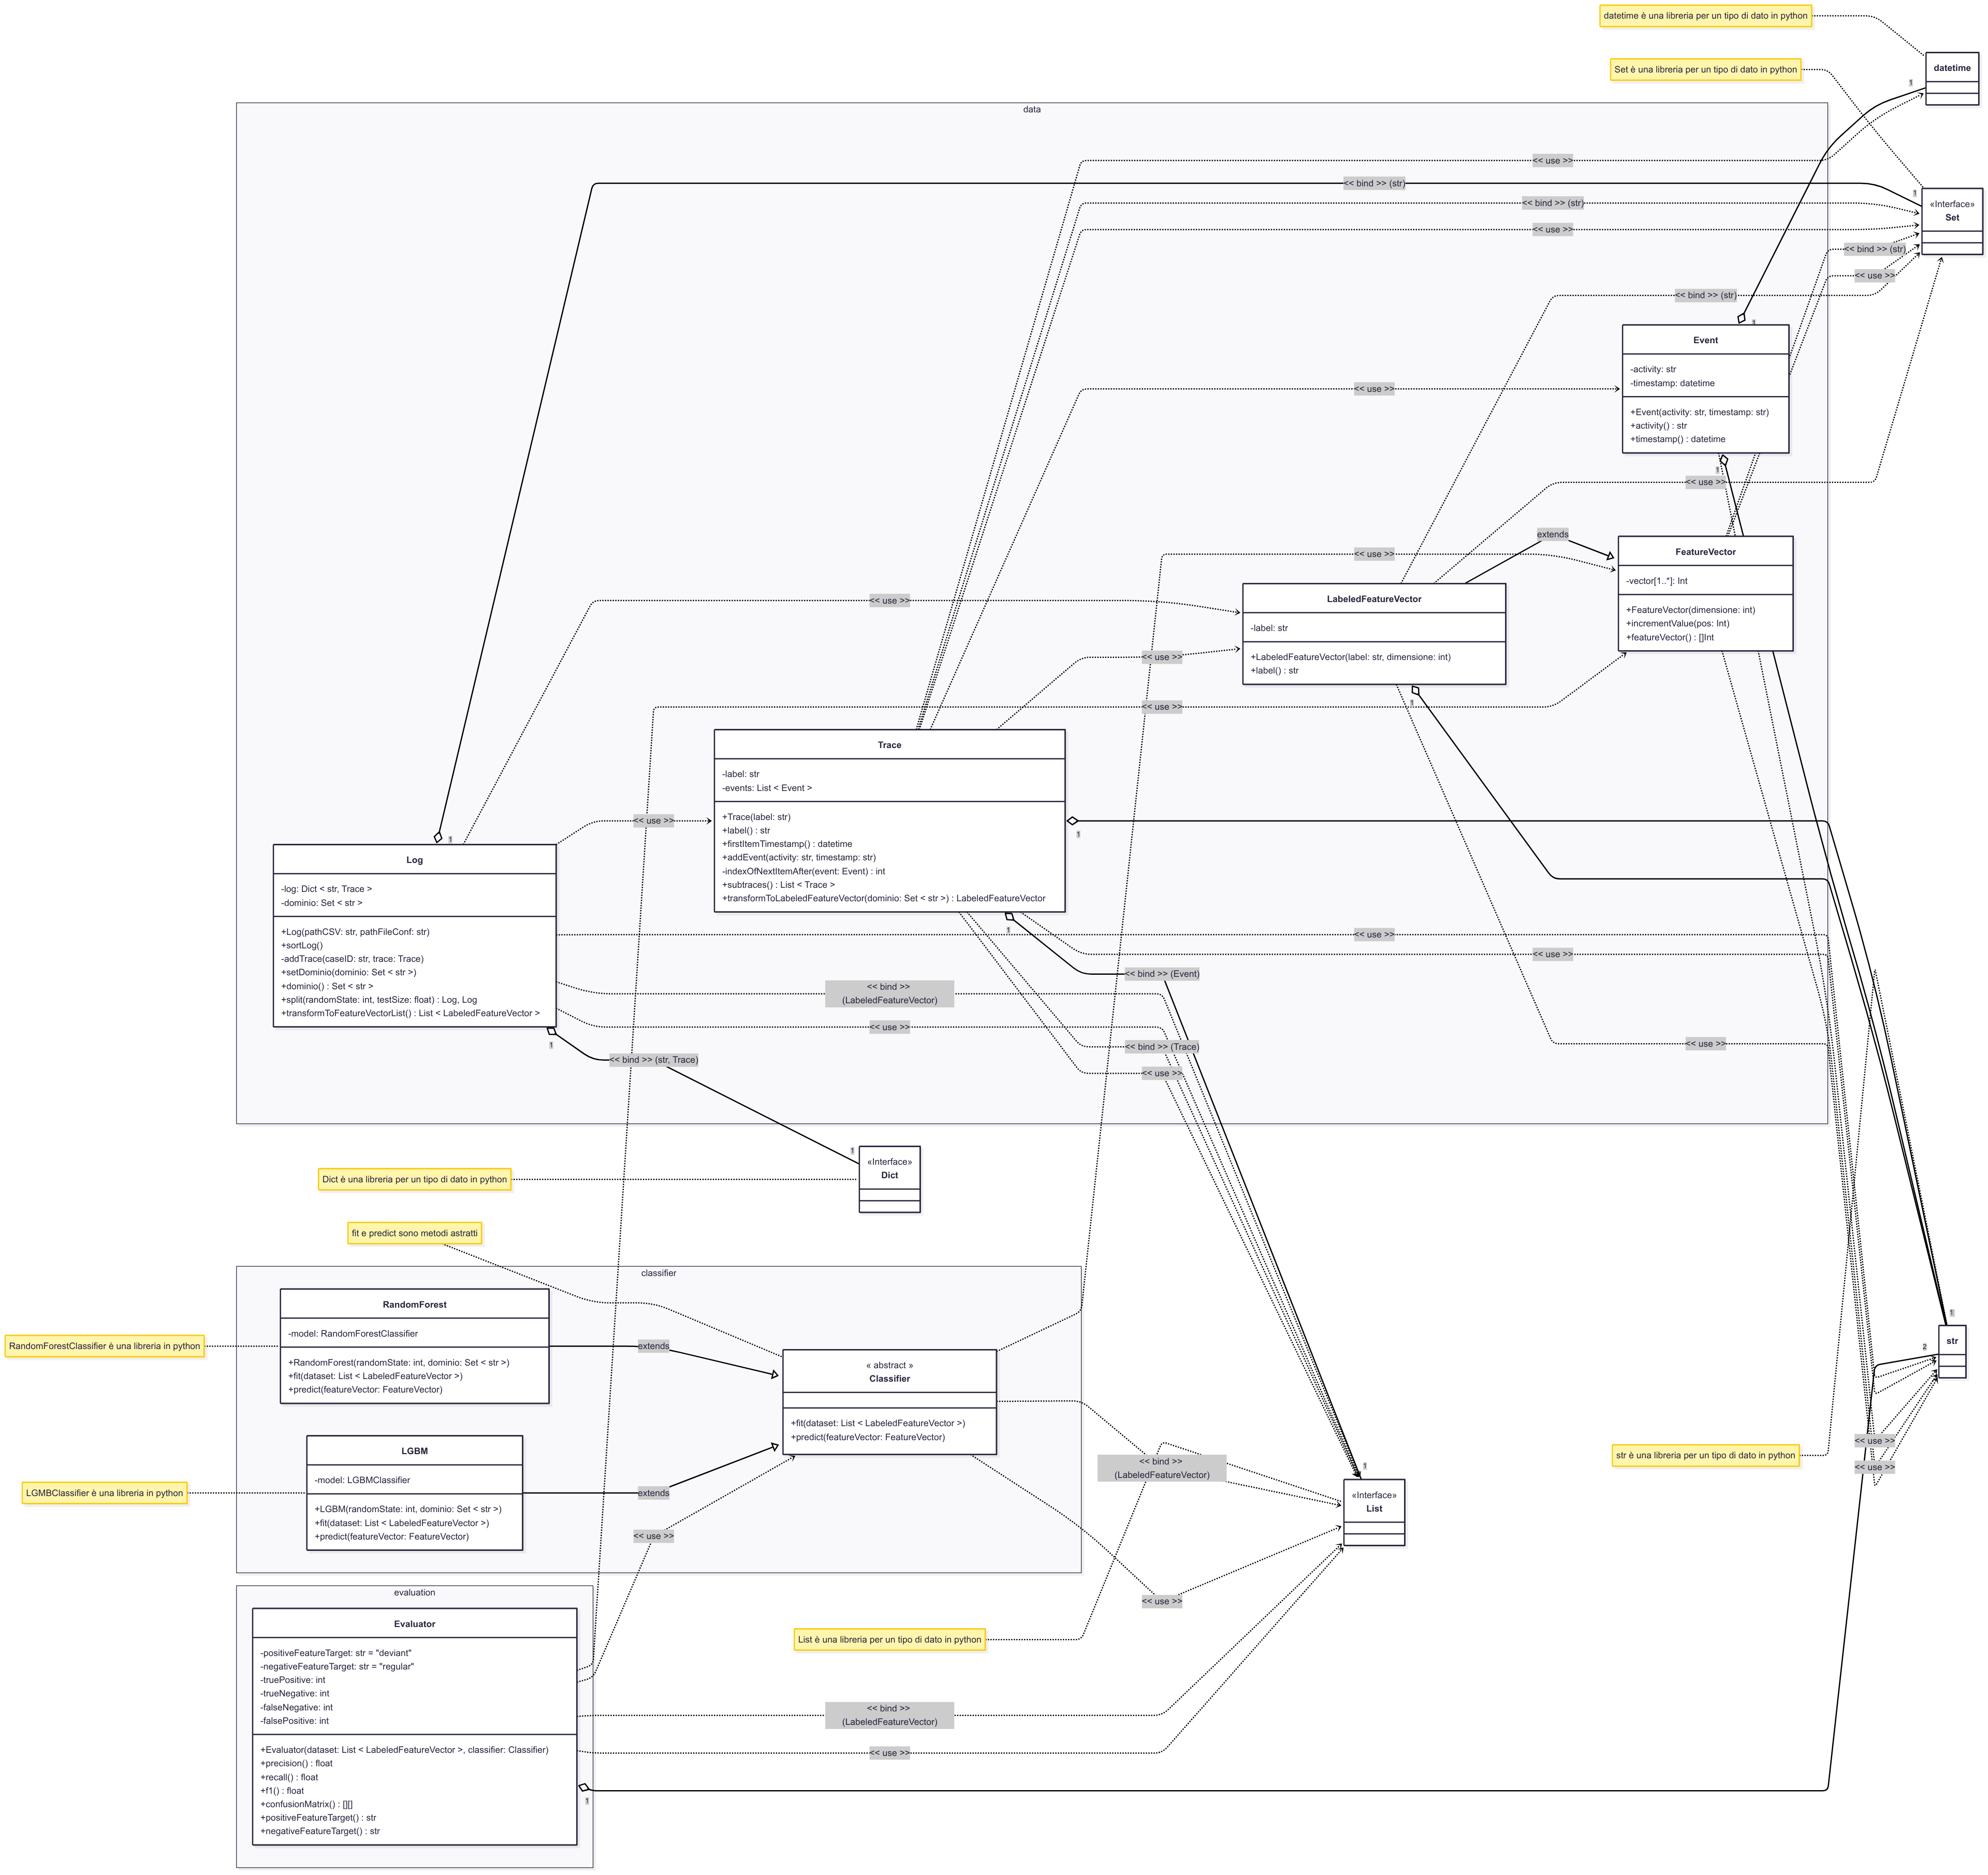 datetime è una libreria per un tipo di dato in python
Set è una libreria per un tipo di dato in python
datetime
1
data
<< use >>
<< bind >> (str)
1
<< bind >> (str)
<< use >>
«Interface»
Set
<< bind >> (str)
<< use >>
<< bind >> (str)
1
Event
-activity: str
-timestamp: datetime
+Event(activity: str, timestamp: str)
+activity() : str
+timestamp() : datetime
<< use >>
1
<< use >>
extends
<< use >>
FeatureVector
-vector[1..*]: Int
+FeatureVector(dimensione: int)
+incrementValue(pos: Int)
+featureVector() : []Int
<< use >>
LabeledFeatureVector
-label: str
+LabeledFeatureVector(label: str, dimensione: int)
+label() : str
1
<< use >>
<< use >>
Trace
-label: str
-events: List < Event >
+Trace(label: str)
+label() : str
+firstItemTimestamp() : datetime
+addEvent(activity: str, timestamp: str)
-indexOfNextItemAfter(event: Event) : int
+subtraces() : List < Trace >
+transformToLabeledFeatureVector(dominio: Set < str >) : LabeledFeatureVector
1
1
<< use >>
1
Log
-log: Dict < str, Trace >
-dominio: Set < str >
+Log(pathCSV: str, pathFileConf: str)
+sortLog()
-addTrace(caseID: str, trace: Trace)
+setDominio(dominio: Set < str >)
+dominio() : Set < str >
+split(randomState: int, testSize: float) : Log, Log
+transformToFeatureVectorList() : List < LabeledFeatureVector >
1
<< use >>
<< use >>
<< bind >> (Event)
<< bind >>
(LabeledFeatureVector)
<< use >>
<< bind >> (Trace)
<< use >>
<< use >>
<< bind >> (str, Trace)
1
«Interface»
Dict
Dict è una libreria per un tipo di dato in python
fit e predict sono metodi astratti
classifier
RandomForest
-model: RandomForestClassifier
+RandomForest(randomState: int, dominio: Set < str >)
+fit(dataset: List < LabeledFeatureVector >)
+predict(featureVector: FeatureVector)
RandomForestClassifier è una libreria in python
extends
« abstract »
Classifier
+fit(dataset: List < LabeledFeatureVector >)
+predict(featureVector: FeatureVector)
LGBM
-model: LGBMClassifier
+LGBM(randomState: int, dominio: Set < str >)
+fit(dataset: List < LabeledFeatureVector >)
+predict(featureVector: FeatureVector)
LGMBClassifier è una libreria in python
extends
<< use >>
<< bind >>
(LabeledFeatureVector)
<< use >>
1
«Interface»
List
1
2
str
str è una libreria per un tipo di dato in python
<< use >>
<< use >>
List è una libreria per un tipo di dato in python
evaluation
Evaluator
-positiveFeatureTarget: str = "deviant"
-negativeFeatureTarget: str = "regular"
-truePositive: int
-trueNegative: int
-falseNegative: int
-falsePositive: int
+Evaluator(dataset: List < LabeledFeatureVector >, classifier: Classifier)
+precision() : float
+recall() : float
+f1() : float
+confusionMatrix() : [][]
+positiveFeatureTarget() : str
+negativeFeatureTarget() : str
<< bind >>
(LabeledFeatureVector)
<< use >>
1